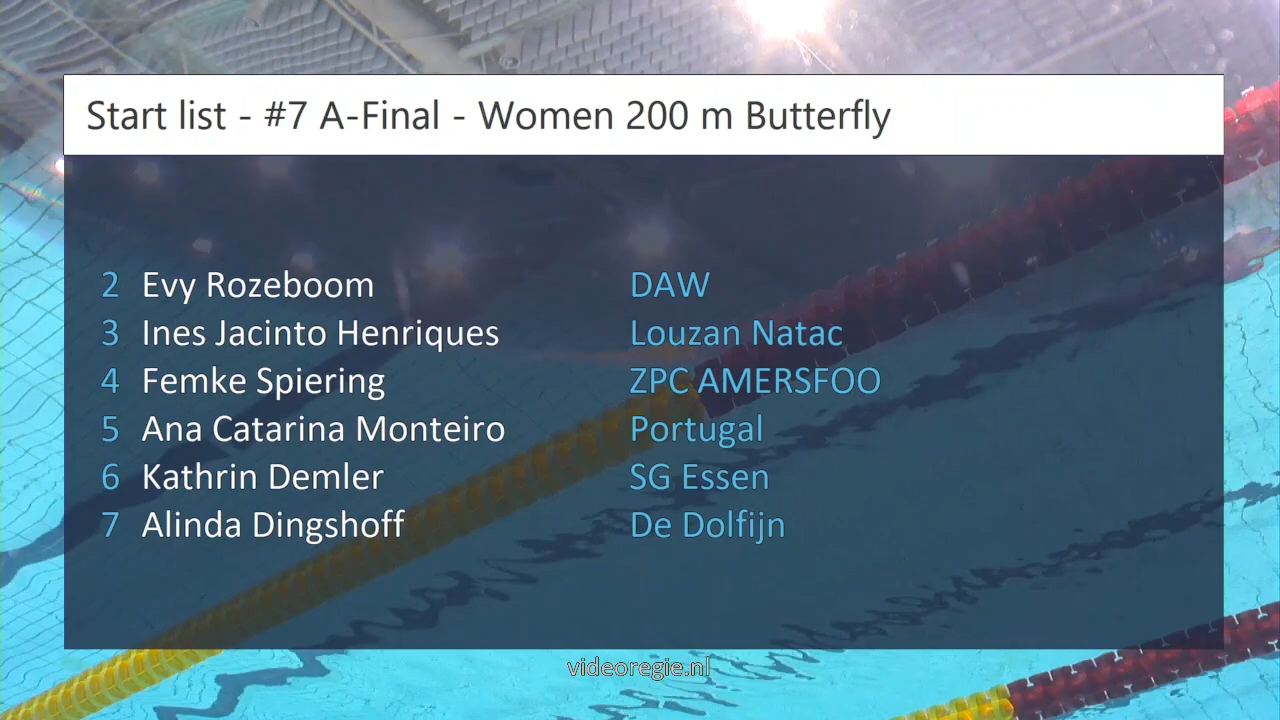 Start list - #7 A-Final - Women 200 m Butterfly
2 Evy Rozeboom DAW
3 Ines Jacinto Henriques Louzan Natac
4 Femke Spiering ZPC AMERSFOO
5 Ana Catarina Monteiro Portugal
6 Kathrin Demler SG Essen
7 Alinda Dingshoff De Dolfijn
videoregie.nl